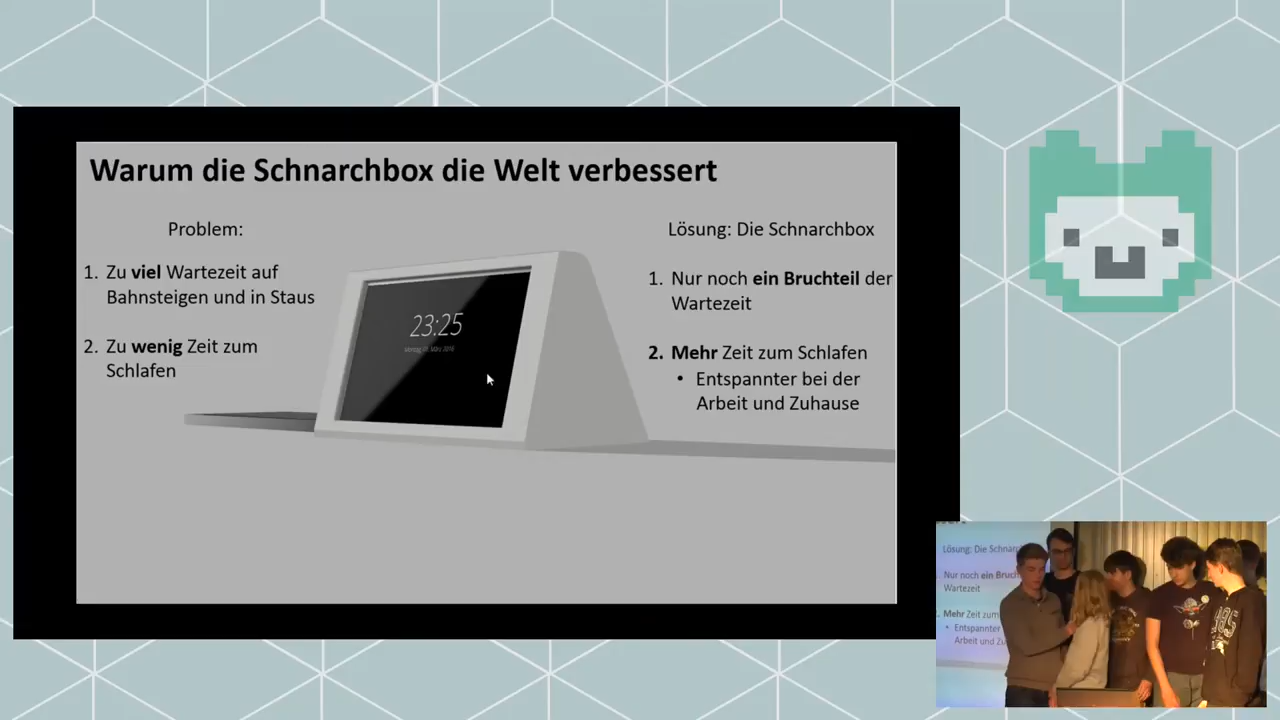 Warum die Schnarchbox die Welt verbessert
Problem:
1. Zu viel Wartezeit auf
Bahnsteigen und in Staus
2. Zu wenig Zeit zum
Schlafen
23:25
Lösung: Die Schnarchbox
1. Nur noch ein Bruchteil der
Wartezeit
2. Mehr Zeit zum Schlafen
• Entspannter bei der
Arbeit und Zuhause
Lösung: Die Schnarc
Nur noch ein Bruch
Wartezeit
Mehr Zeit zum
• Entspannter
Arbeit und Zu